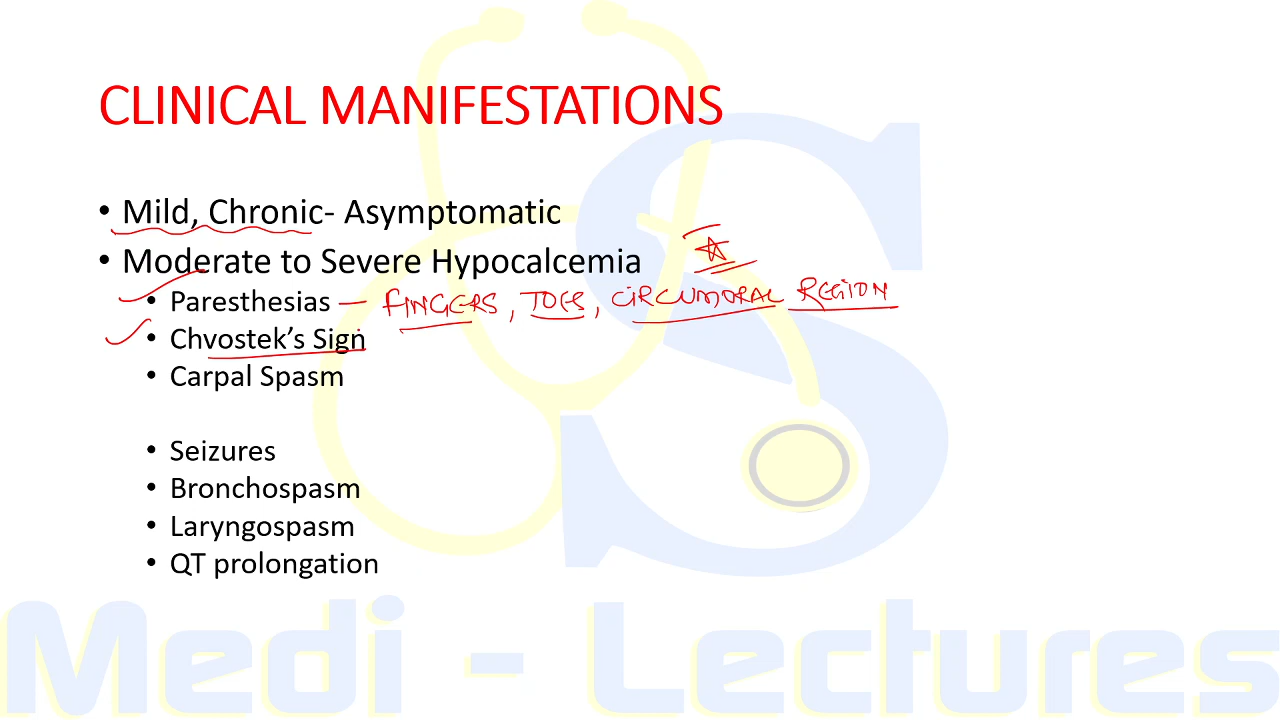 CLINICAL MANIFESTATIONS
• Mild, Chronic- Asymptomatic
• Moderate to Severe Hypocalcemia
• Paresthesias — FINGERS, TOES, CIRCUMORAL REGION
• Chvostek’s Sign
• Carpal Spasm
• Seizures
• Bronchospasm
• Laryngospasm
• QT prolongation
Medi - Lectures